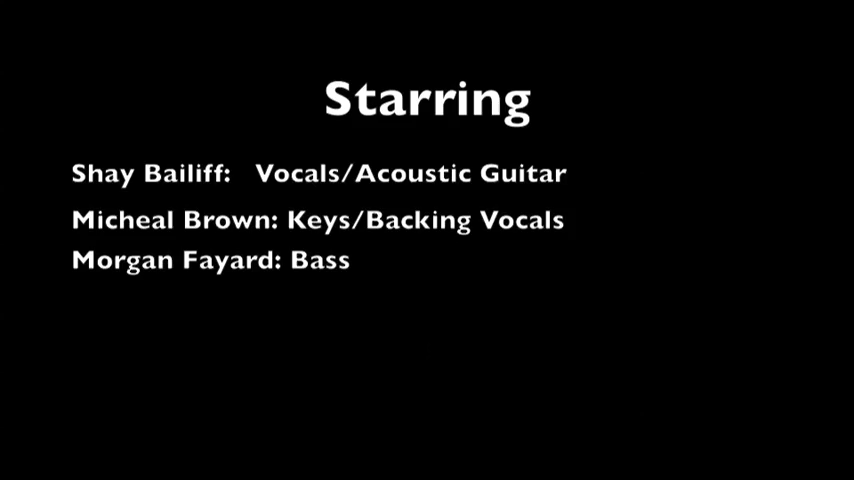 Starring
Shay Bailiff: Vocals/Acoustic Guitar
Micheal Brown: Keys/Backing Vocals
Morgan Fayard: Bass